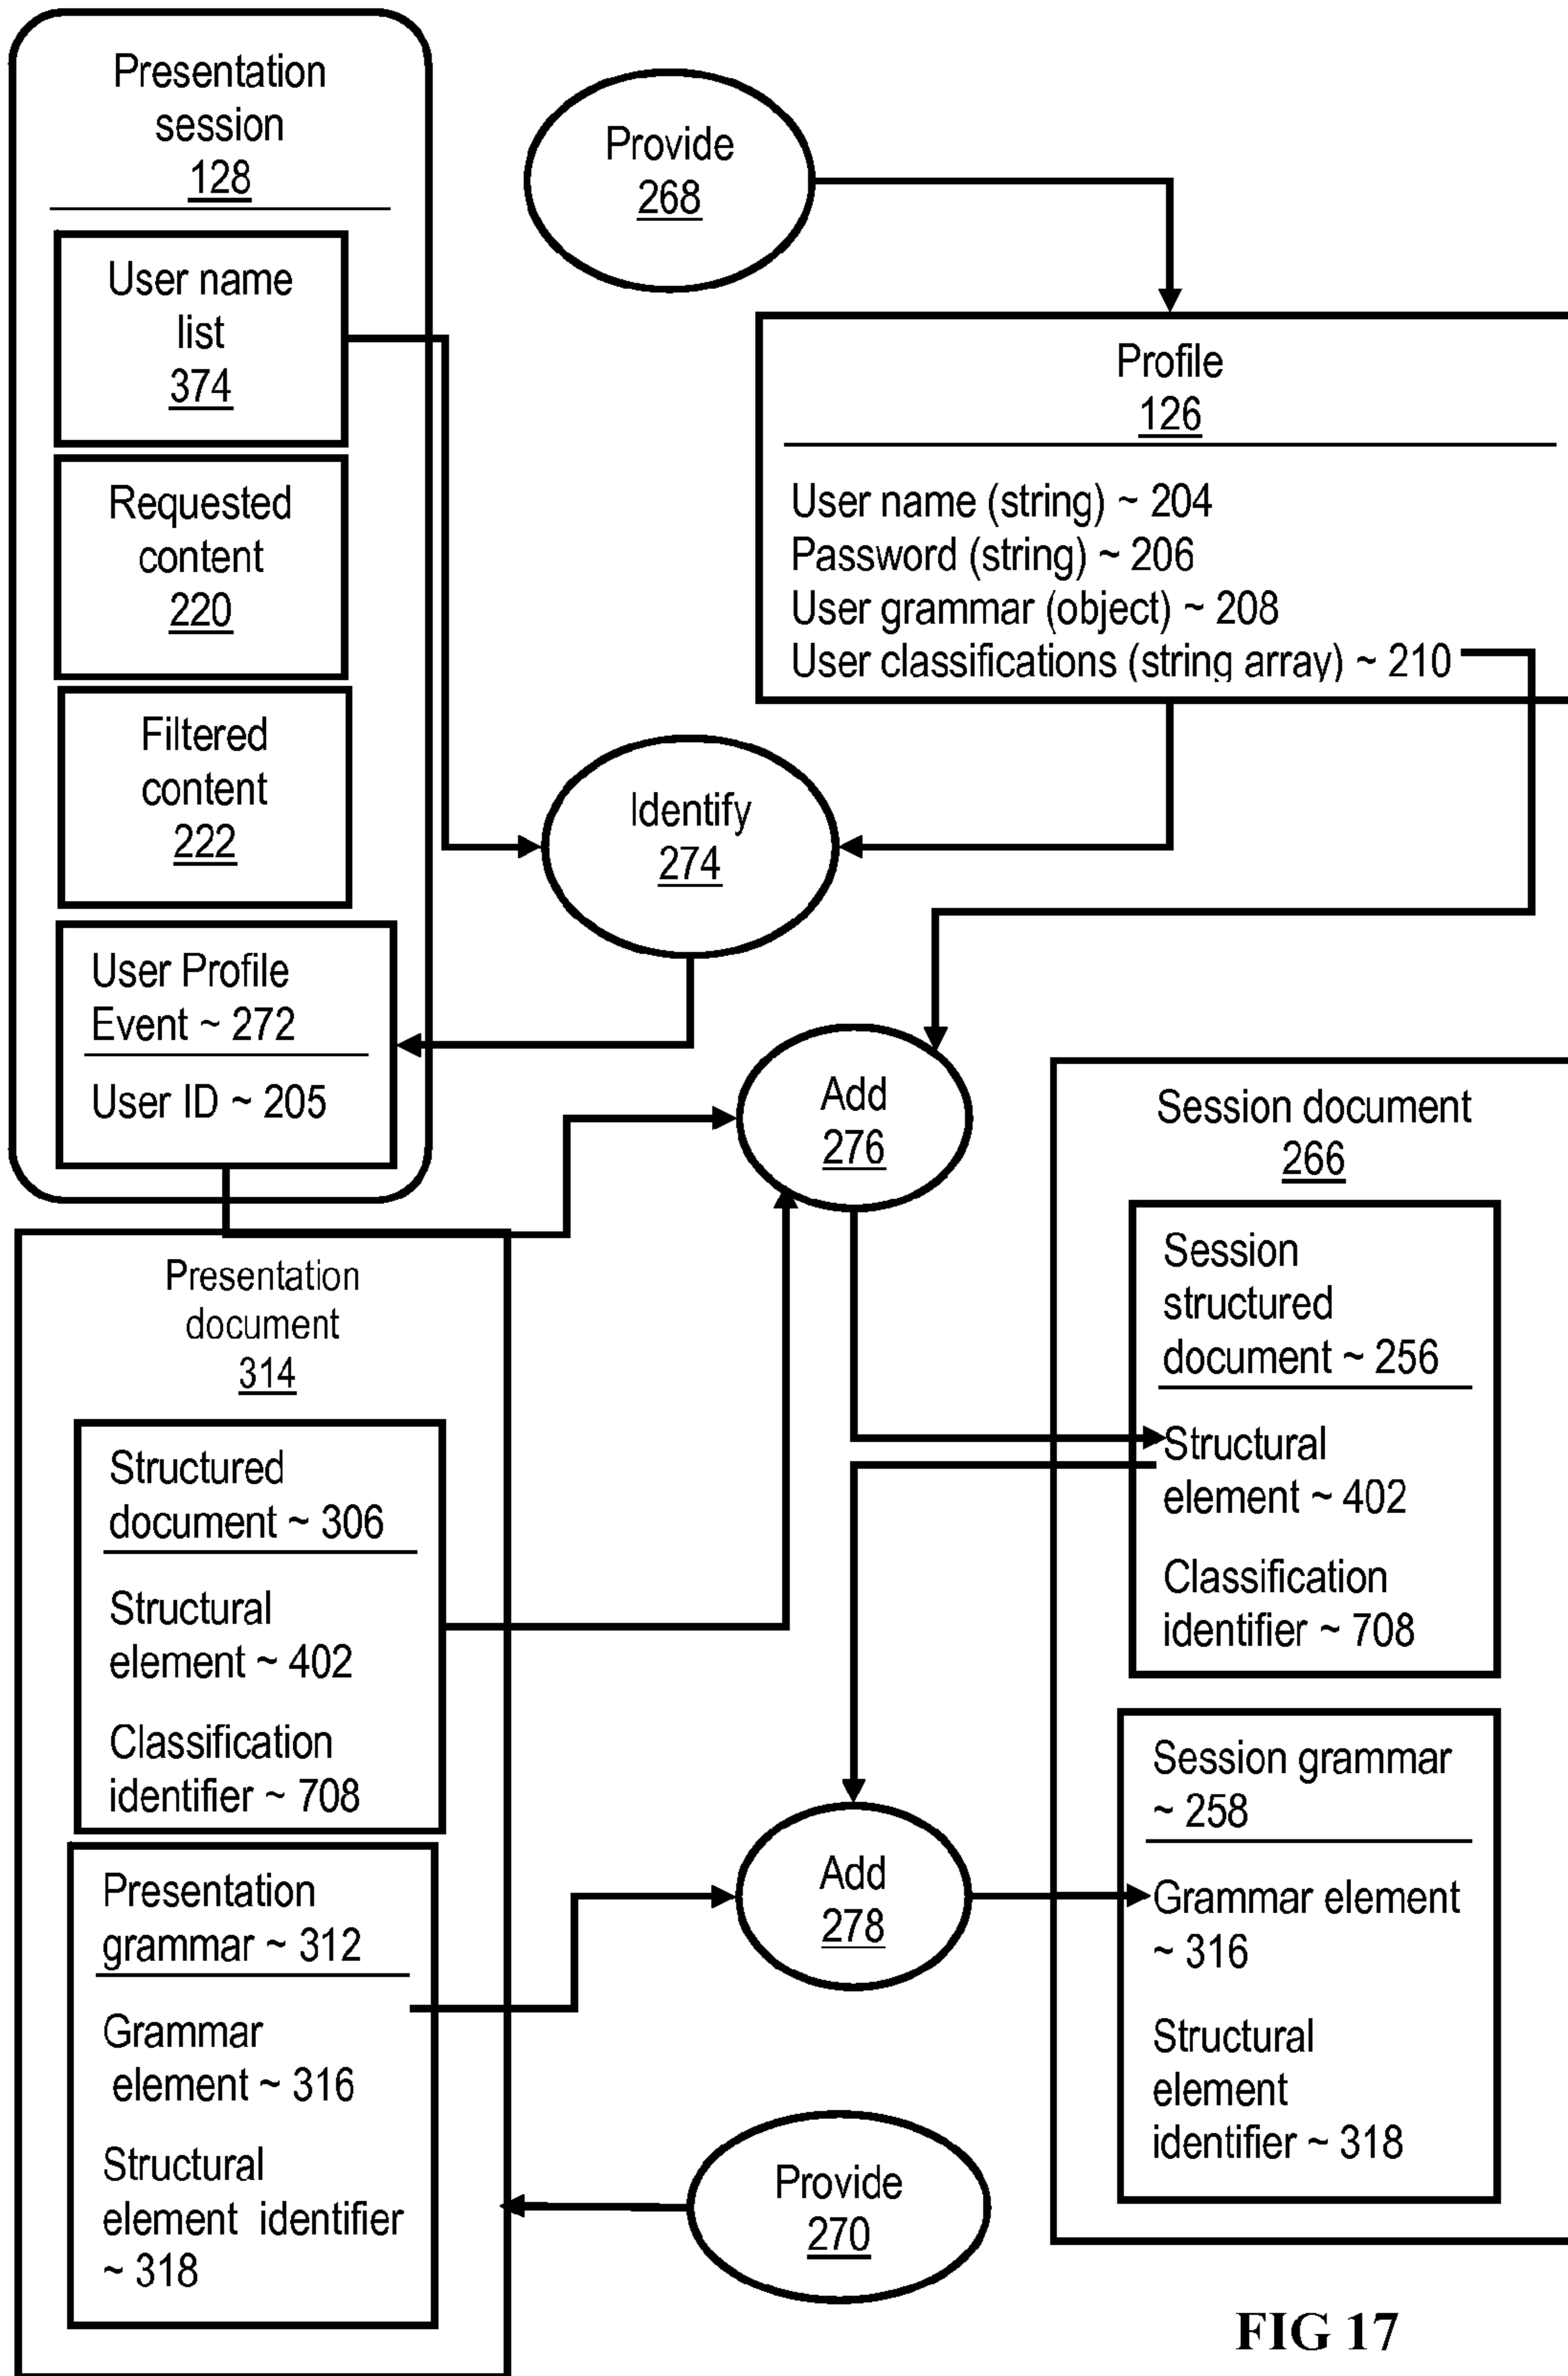 Presentation
session
128
User name
list
374
Requested
content
220
Filtered
content
222
User Profile
Event ~ 272
User ID ~ 205
Provide
268
Profile
126
User name (string) ~ 204
Password (string) ~ 206
User grammar (object) ~ 208
User classifications (string array) ~ 210
Identify
274
Add
276
Presentation
document
314
Structured
document ~ 306
Structural
element ~ 402
Classification
identifier ~ 708
Presentation
grammar ~ 312
Grammar
element ~ 316
Structural
element identifier
~ 318
Session document
266
Session
structured
document ~ 256
Structural
element ~ 402
Classification
identifier ~ 708
Session grammar
~ 258
Grammar element
~ 316
Structural
element
identifier ~ 318
Add
278
Provide
270
FIG 17